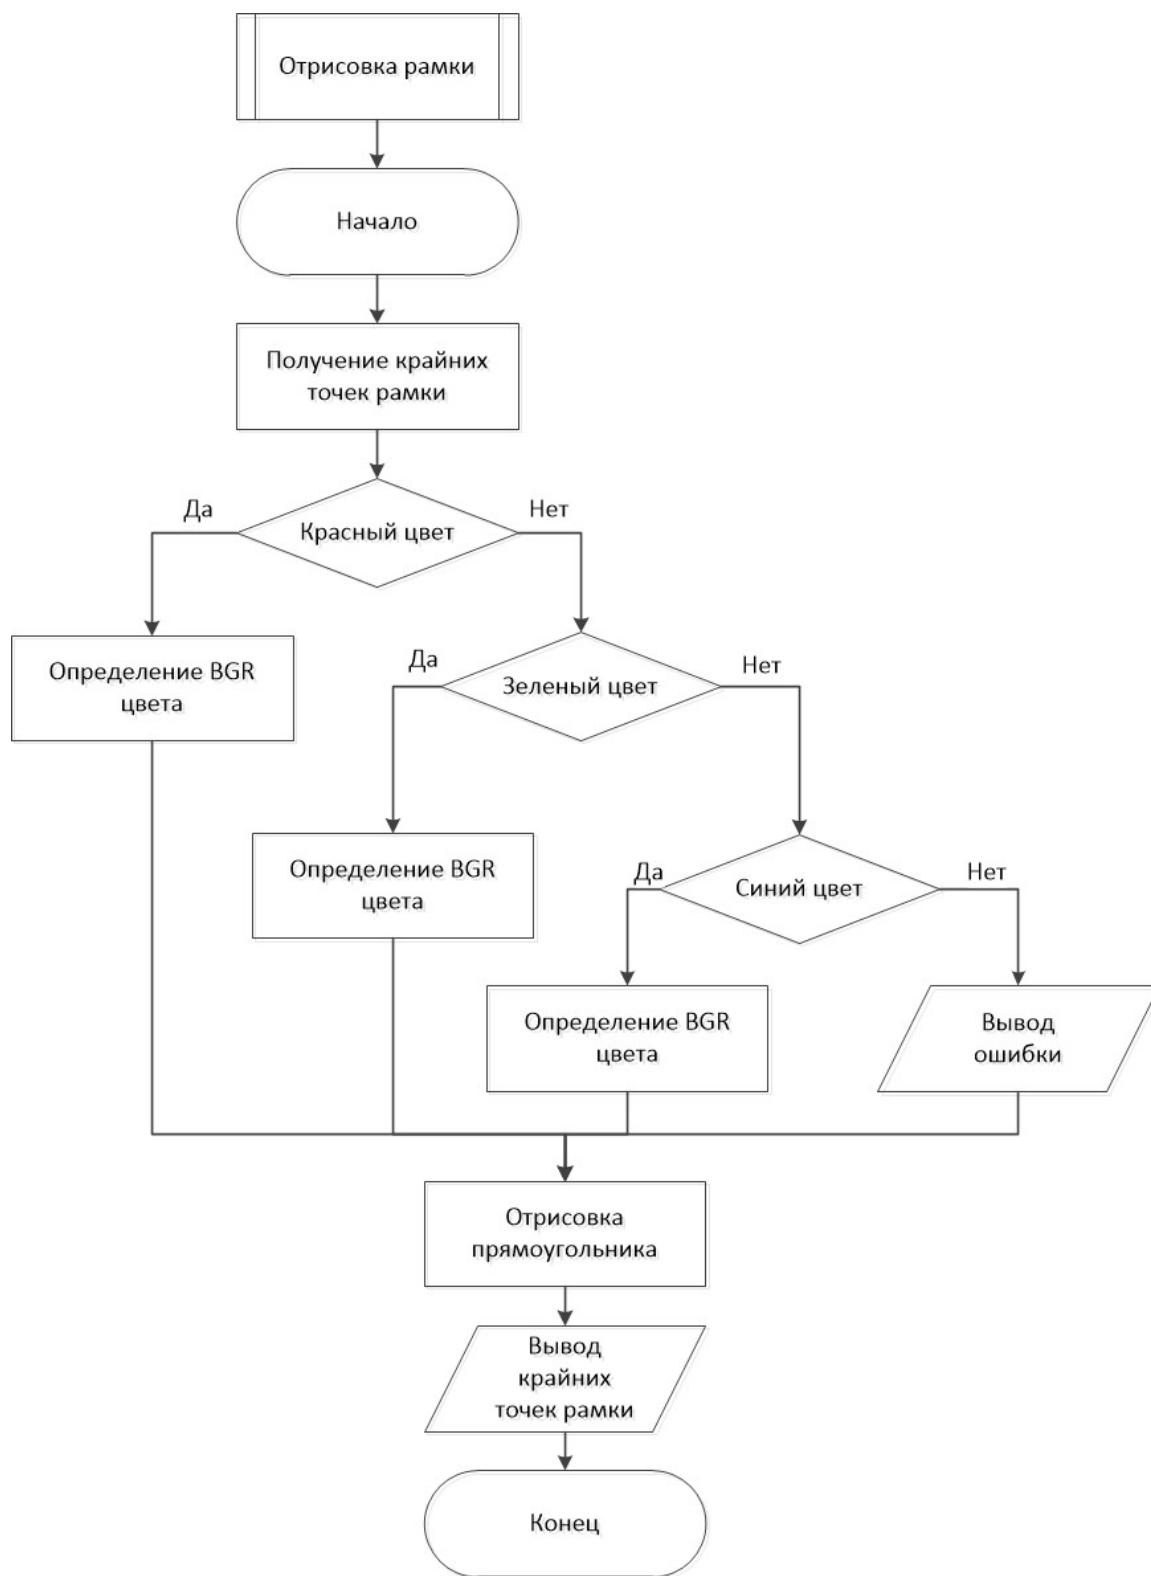 Отрисовка рамки
Начало
Получение крайних
точек рамки
Да
Нет
Красный цвет
Определение BGR
цвета
Да
Нет
Зеленый цвет
Определение BGR
цвета
Да
Нет
Синий цвет
Определение BGR
цвета
Вывод
ошибки
Отрисовка
прямоугольника
Вывод
крайних
точек рамки
Конец